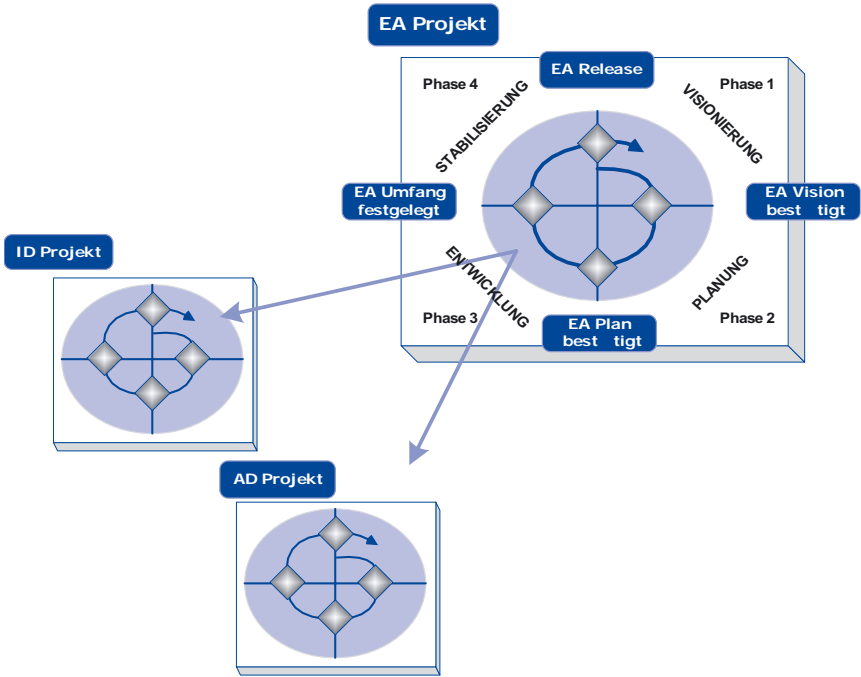 EA Projekt
EA Release
Phase 4
Phase 1
STABILISIERUNG
VISIONIERUNG
EA Umfang
festgelegt
EA Vision
best tigt
ID Projekt
ENTWICKLUNG
PLANUNG
Phase 3
EA Plan
best tigt
Phase 2
AD Projekt